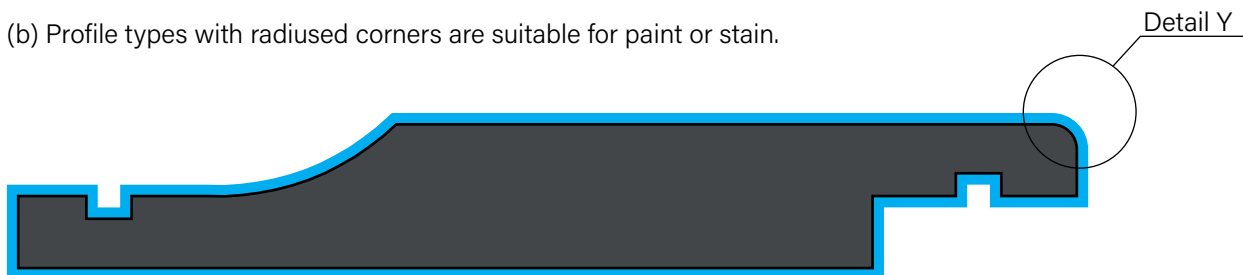 Detail Y
(b) Profile types with radiused corners are suitable for paint or stain.